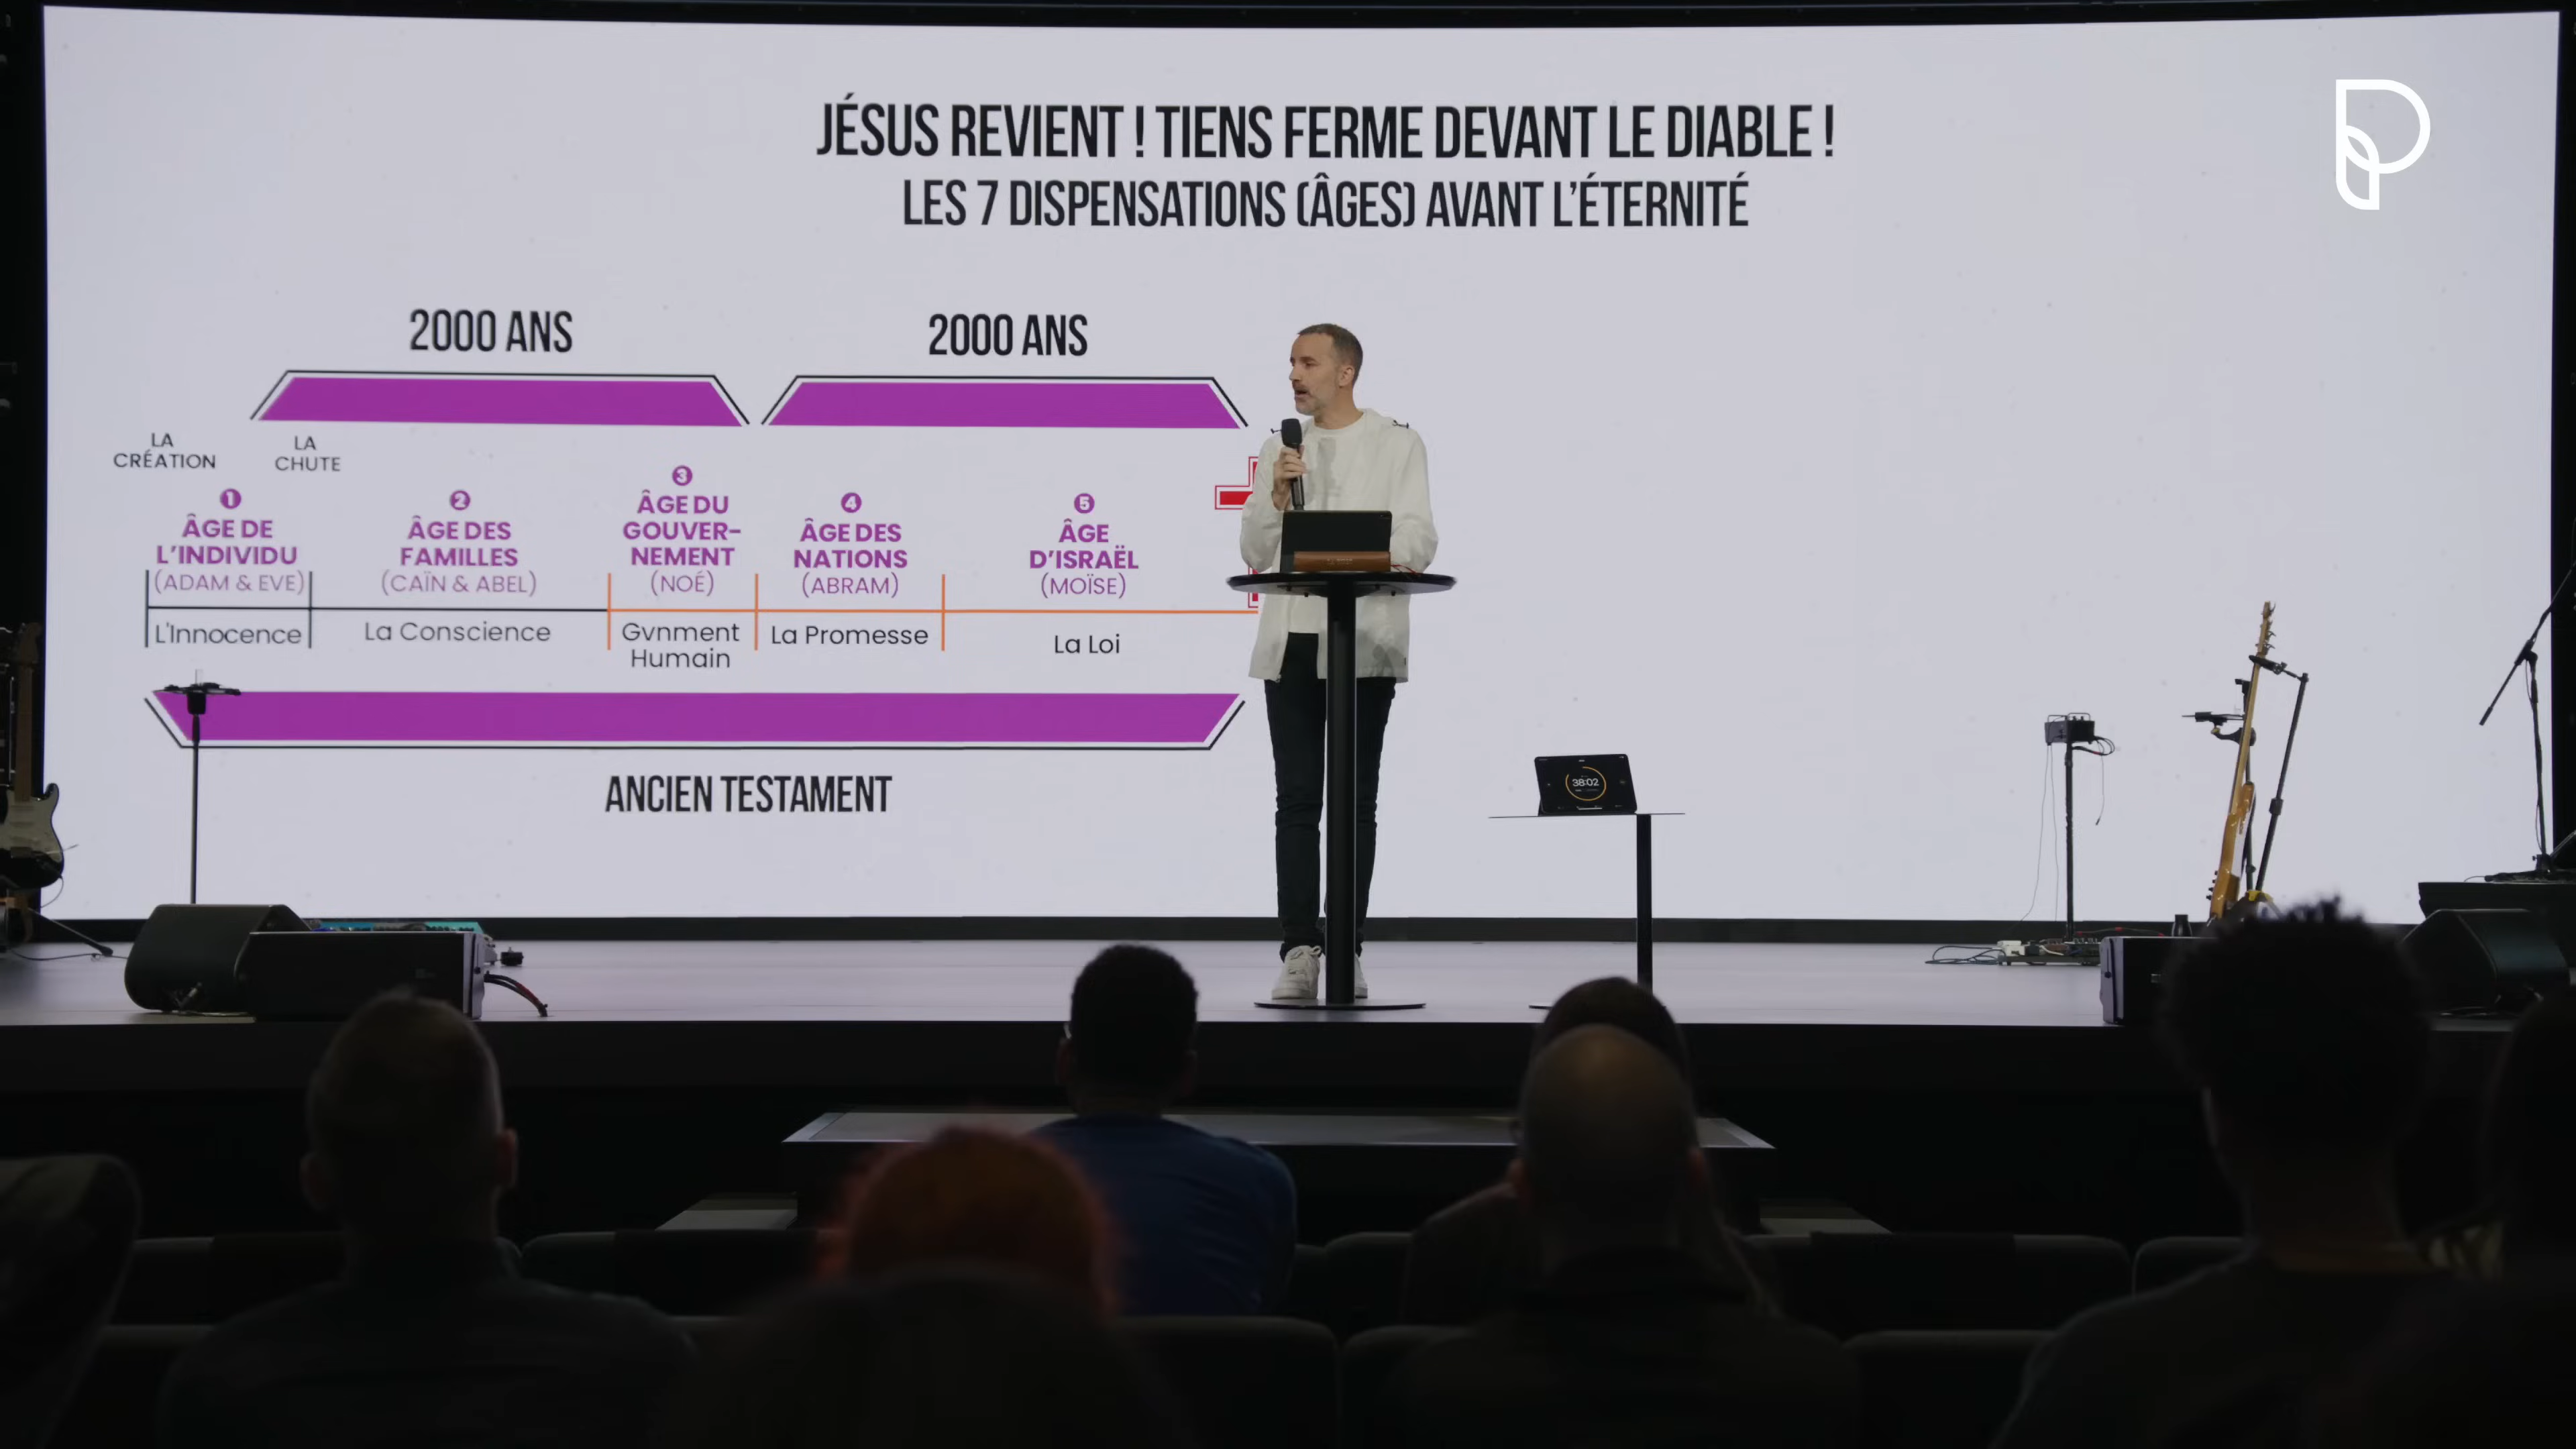 JÉSUS REVIENT ! TIENS FERME DEVANT LE DIABLE !
LES 7 DISPENSATIONS (ÂGES) AVANT L'ÉTERNITÉ
2000 ANS
2000 ANS
LA
CRÉATION
LA
CHUTE
1
ÂGE DE
L'INDIVIDU
(ADAM & EVE)
L'Innocence
2
ÂGE DES
FAMILLES
(CAÏN & ABEL)
La Conscience
3
ÂGE DU
GOUVER-
NEMENT
(NOÉ)
Gvnment
Humain
4
ÂGE DES
NATIONS
(ABRAM)
La Promesse
5
ÂGE
D'ISRAËL
(MOÏSE)
La Loi
ANCIEN TESTAMENT
38:02